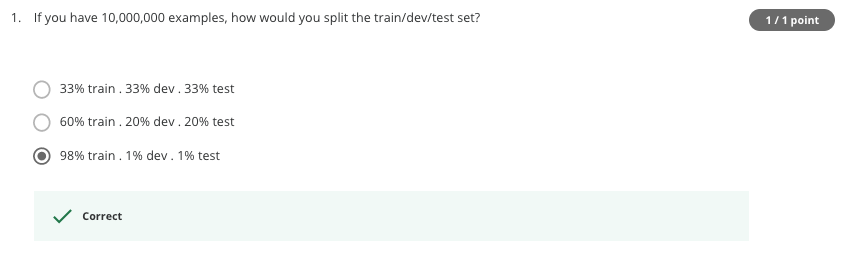 1. If you have 10,000,000 examples, how would you split the train/dev/test set?
1 / 1 point
33% train . 33% dev . 33% test
60% train . 20% dev . 20% test
98% train . 1% dev . 1% test
Correct